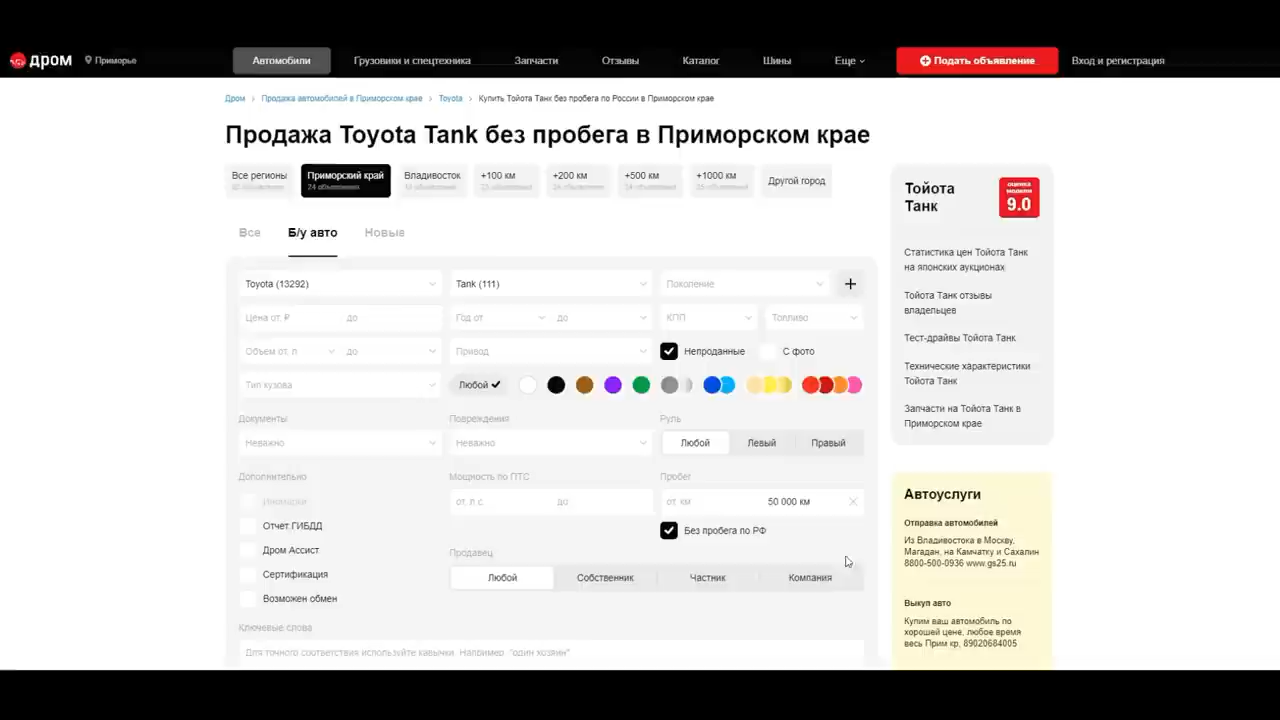 дром Приморье Автомобили Грузовики и спецтехника Запчасти Отзывы Каталог Шины Еще Подать объявление Вход и регистрация
Дром > Продажа автомобилей в Приморском крае > Toyota > Купить Тойота Танк без пробега по России в Приморском крае
Продажа Toyota Tank без пробега в Приморском крае
Все регионы Приморский край Владивосток +100 км +200 км +500 км +1000 км Другой город
24 объявления
Все Б/у авто Новые
Toyota (13292) Tank (111) Поколение
Цена от, ₽ до Год от до КПП Топливо
Объем от, л до Привод Непроданные С фото
Тип кузова Любой
Документы Повреждения Руль
Неважно Неважно Любой Левый Правый
Дополнительно Мощность по ПТС Пробег
от, л.с. до от, км 50 000 км
Отчет ГИБДД Без пробега по РФ
Дром Ассист Продавец
Сертификация Любой Собственник Частник Компания
Возможен обмен
Ключевые слова
Для точного соответствия используйте кавычки. Например, "один хозяин"
Тойота
Танк
оценка
модели
9.0
Статистика цен Тойота Танк
на японских аукционах
Тойота Танк отзывы
владельцев
Тест-драйвы Тойота Танк
Технические характеристики
Тойота Танк
Запчасти на Тойота Танк в
Приморском крае
Автоуслуги
Отправка автомобилей
Из Владивостока в Москву,
Магадан, на Камчатку и Сахалин
8800-500-0936 www.gs25.ru
Выкуп авто
Купим ваш автомобиль по
хорошей цене, любое время
весь Прим кр, 89020684005